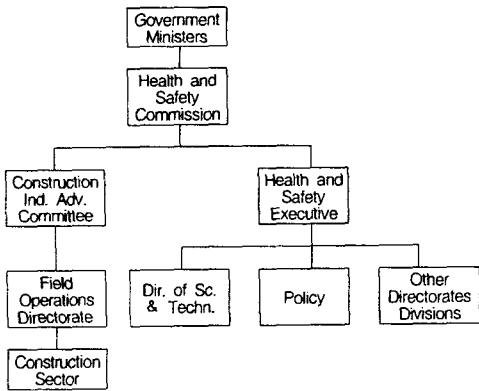 Government
Ministers
Health and
Safety
Commission
Construction
Ind. Adv.
Committee
Health and
Safety
Executive
Field
Operations
Directorate
Dir. of Sc.
& Techn.
Policy
Other
Directorates
Divisions
Construction
Sector